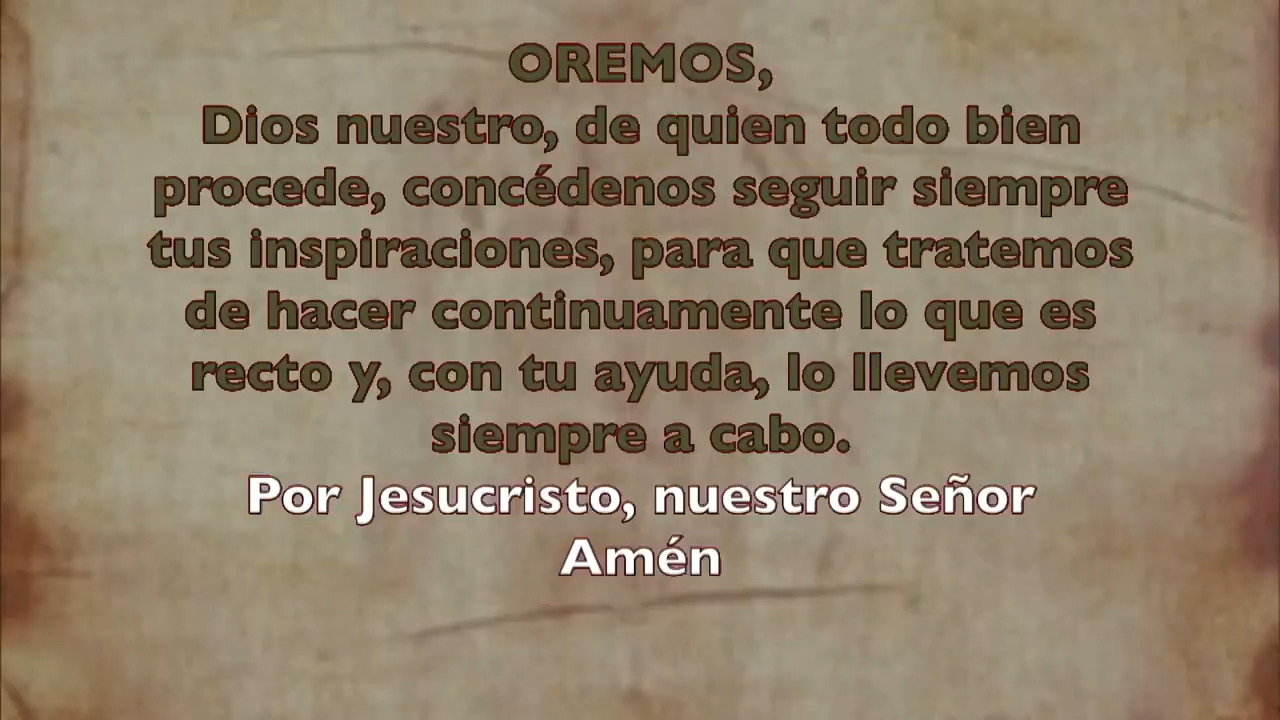 OREMOS,
Dios nuestro, de quien todo bien
procede, concédenos seguir siempre
tus inspiraciones, para que tratemos
de hacer continuamente lo que es
recto y, con tu ayuda, lo llevemos
siempre a cabo.
Por Jesucristo, nuestro Señor
Amén